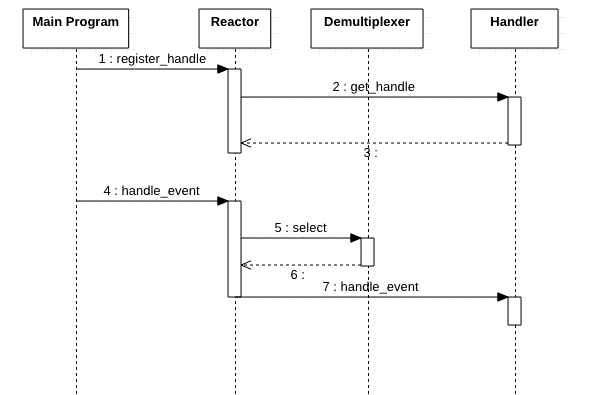 Main Program
Reactor
Demultiplexer
Handler
1 : register_handle
2 : get_handle
3 :
4 : handle_event
5 : select
6 :
7 : handle_event